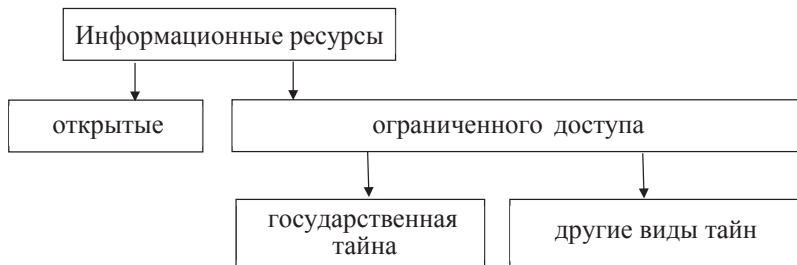 Информационные ресурсы
открытые
ограниченного доступа
государственная
тайна
другие виды тайн